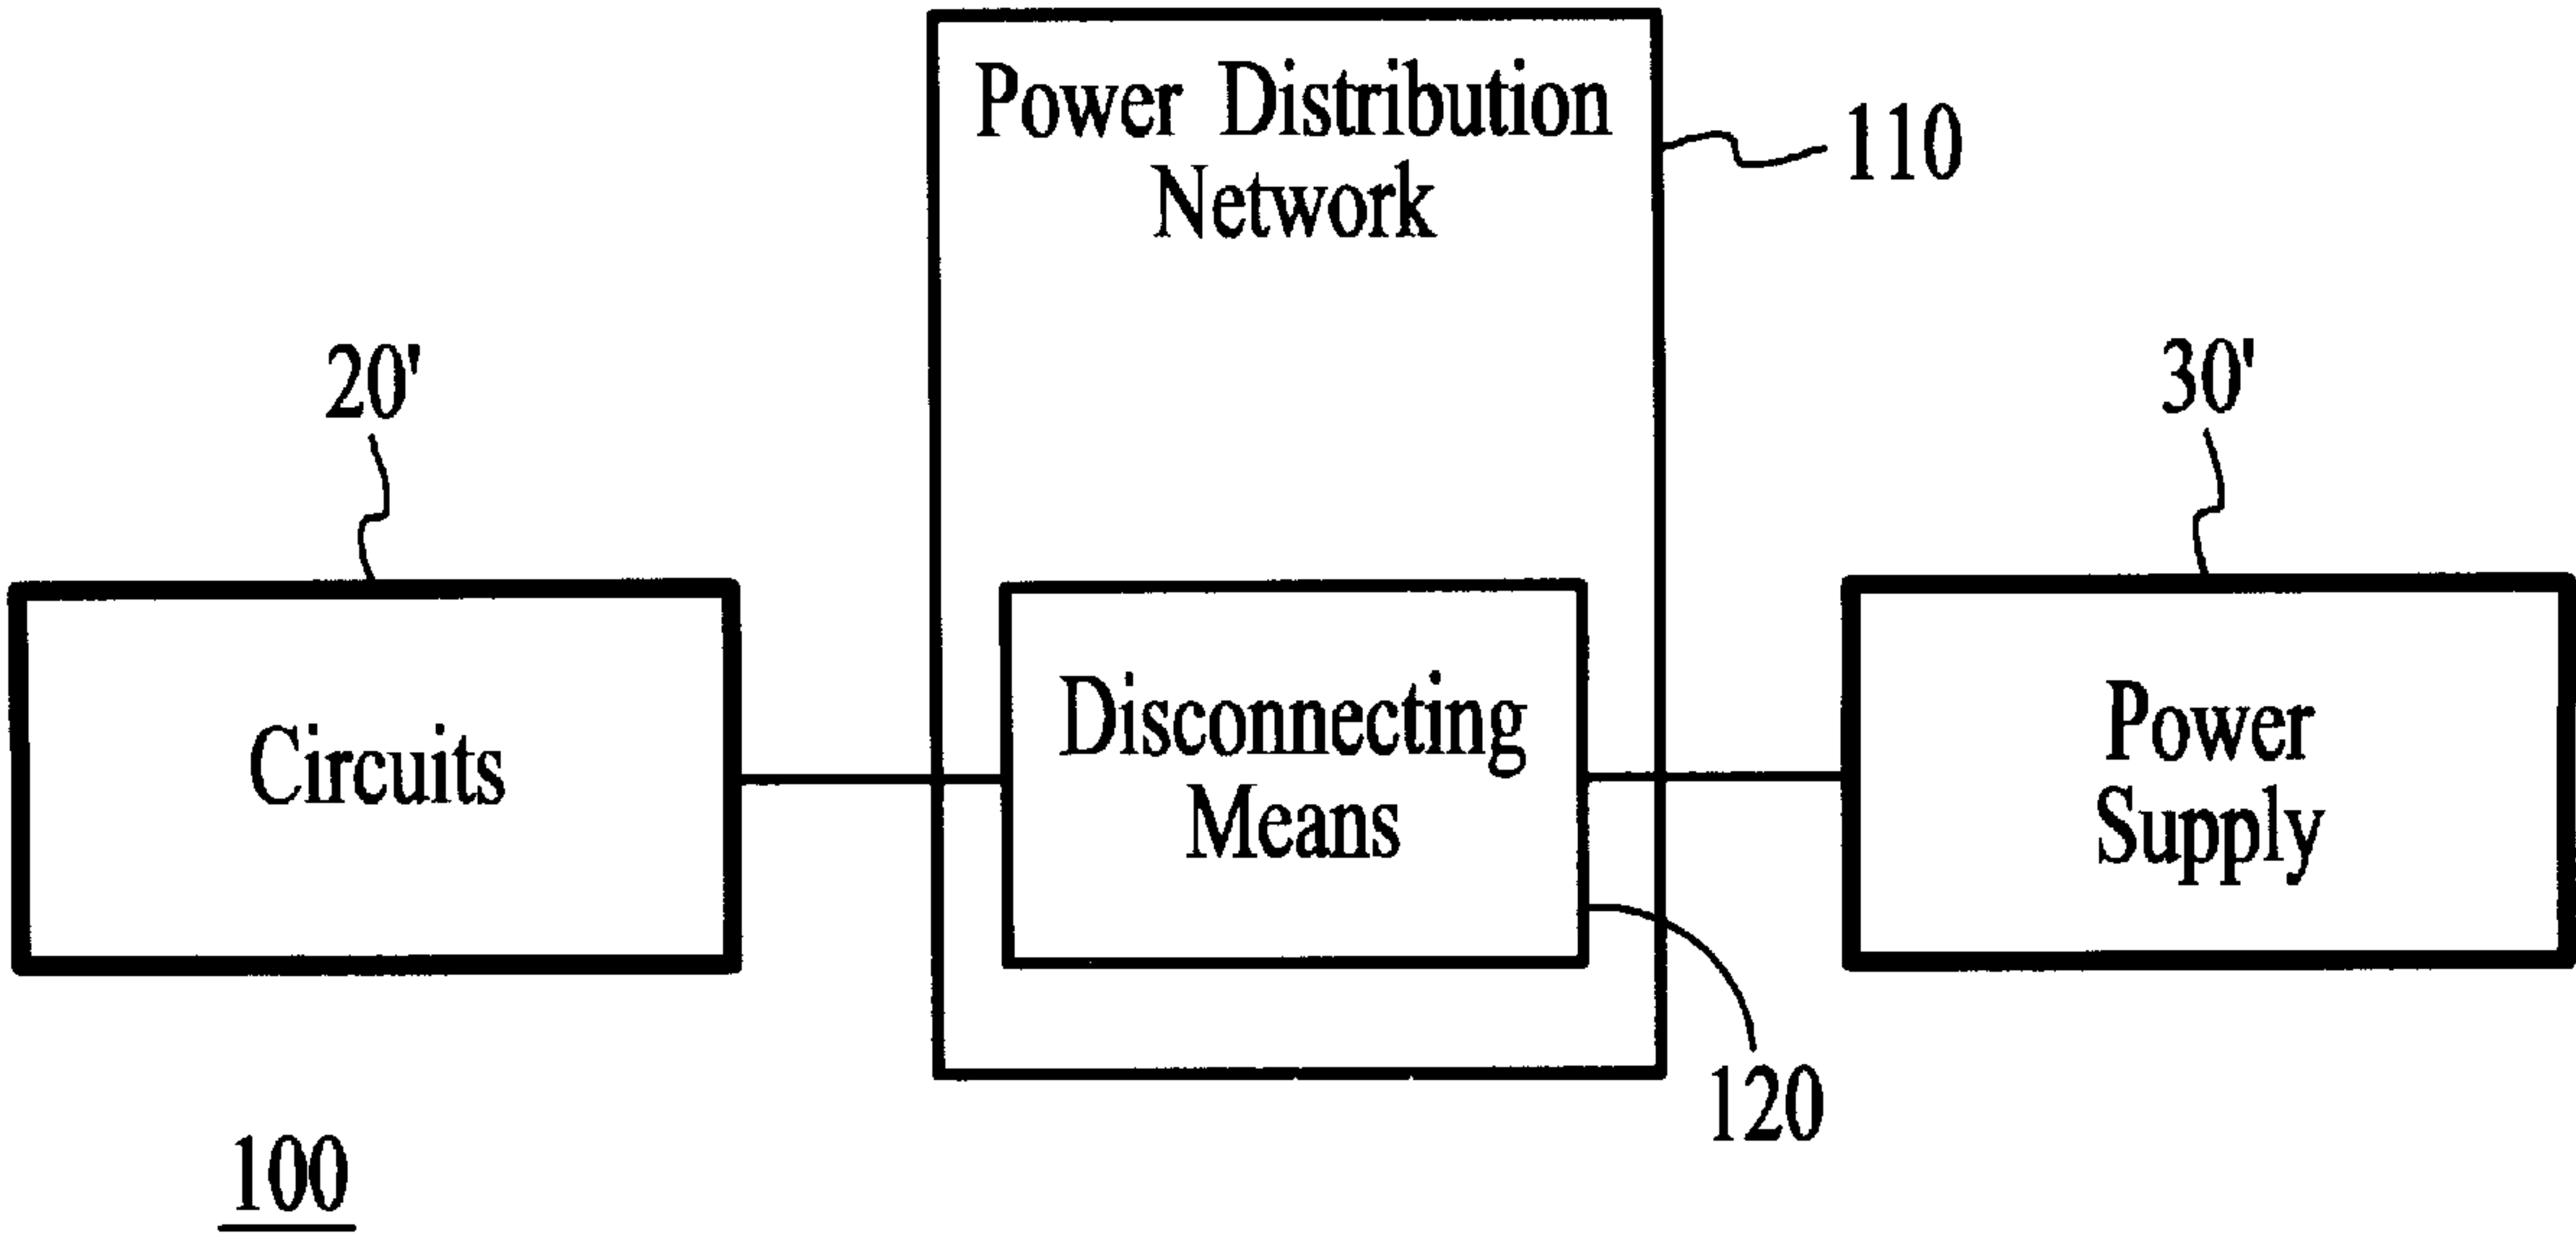 Power Distribution
Network
110
20'
30'
Circuits
Disconnecting
Means
Power
Supply
120
100